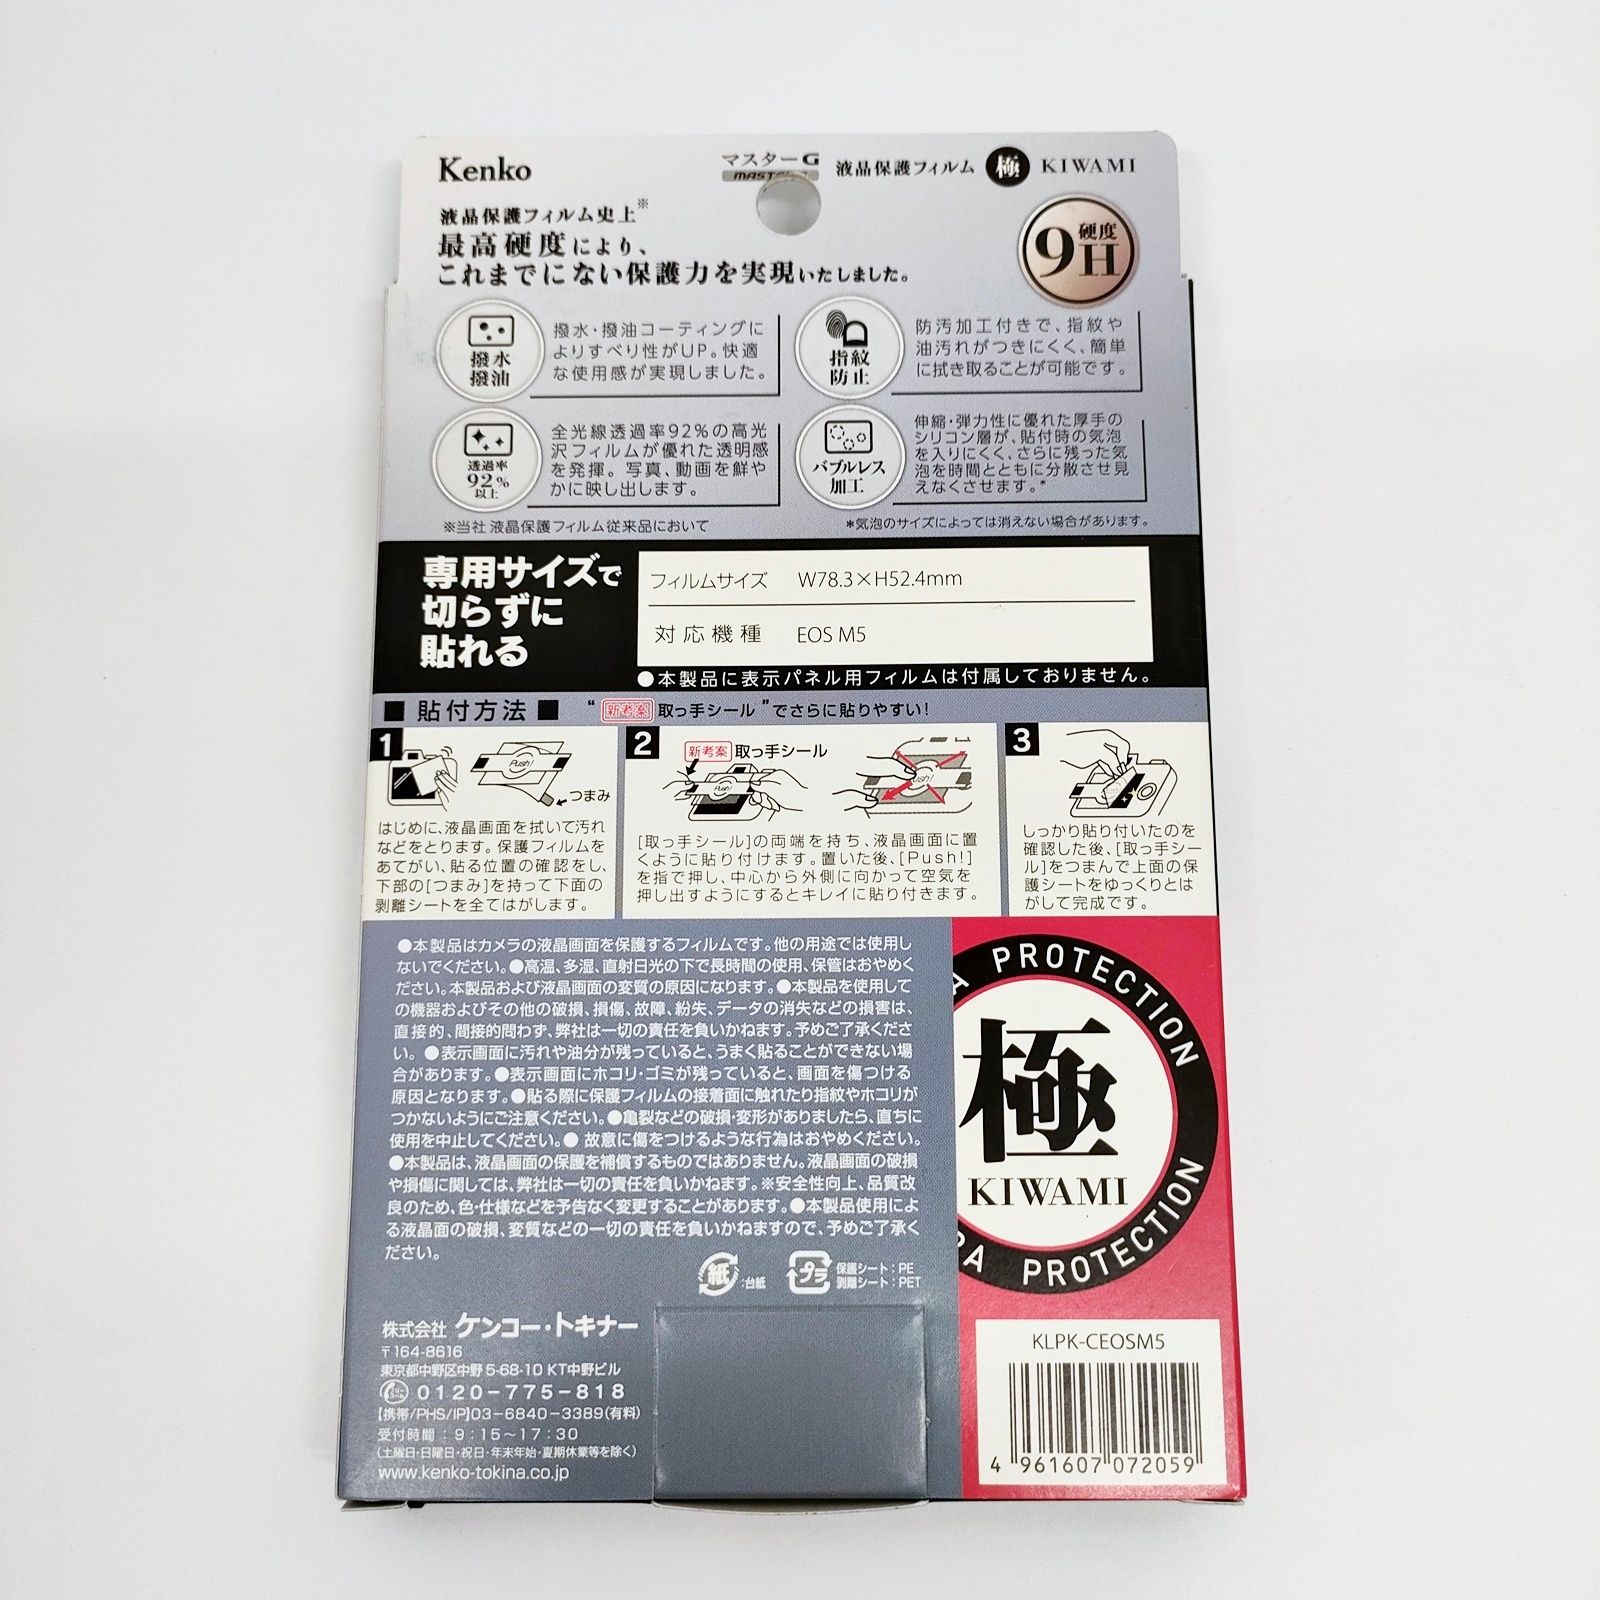 Kenko
マスターG
液晶保護フィルム 極 KIWAMI
液晶保護フィルム史上※
最高硬度により、
これまでにない保護力を実現いたしました。
硬度
9H
撥水
撥油
撥水・撥油コーティングに
よりすべり性がUP。快適
な使用感が実現しました。
指紋
防止
防汚加工付きで、指紋や
油汚れがつきにくく、簡単
に拭き取ることが可能です。
透過率
92%
以上
全光線透過率92%の高光
沢フィルムが優れた透明感
を発揮。写真、動画を鮮や
かに映し出します。
バブルレス
加工
伸縮・弾力性に優れた厚手の
シリコン層が、貼付時の気泡
を入りにくく、さらに残った気
泡を時間とともに分散させ見
えなくさせます。*
※当社 液晶保護フィルム従来品において
*気泡のサイズによっては消えない場合があります。
専用サイズで
切らずに
貼れる
フィルムサイズ W78.3×H52.4mm
対応機種 EOS M5
●本製品に表示パネル用フィルムは付属しておりません。
■ 貼付方法 ■ “新考案 取っ手シール”でさらに貼りやすい!
1
Push!
つまみ
はじめに、液晶画面を拭いて汚れ
などをとります。保護フィルムを
あてがい、貼る位置の確認をし、
下部の[つまみ]を持って下面の
剥離シートを全てはがします。
2
新考案 取っ手シール
Push!
[取っ手シール]の両端を持ち、液晶画面に置
くように貼り付けます。置いた後、[Push!]
を指で押し、中心から外側に向かって空気を
押し出すようにするとキレイに貼り付きます。
3
しっかり貼り付いたのを
確認した後、[取っ手シー
ル]をつまんで上面の保
護シートをゆっくりとは
がして完成です。
●本製品はカメラの液晶画面を保護するフィルムです。他の用途では使用し
ないでください。●高温、多湿、直射日光の下で長時間の使用、保管はおやめく
ださい。本製品および液晶画面の変質の原因になります。●本製品を使用して
の機器およびその他の破損、損傷、故障、紛失、データの消失などの損害は、
直接的、間接的問わず、弊社は一切の責任を負いかねます。予めご了承くださ
い。●表示画面に汚れや油分が残っていると、うまく貼ることができない場
合があります。●表示画面にホコリ・ゴミが残っていると、画面を傷つける
原因となります。●貼る際に保護フィルムの接着面に触れたり指紋やホコリが
つかないようにご注意ください。●亀裂などの破損・変形がありましたら、直ちに
使用を中止してください。● 故意に傷をつけるような行為はおやめください。
●本製品は、液晶画面の保護を補償するものではありません。液晶画面の破損
や損傷に関しては、弊社は一切の責任を負いかねます。※安全性向上、品質改
良のため、色・仕様などを予告なく変更することがあります。●本製品使用によ
る液晶面の破損、変質などの一切の責任を負いかねますので、予めご了承く
ださい。
紙 :台紙
プラ 保護シート:PE
剥離シート:PET
A PROTECTION
極
KIWAMI
RA PROTECTION
株式会社 ケンコー・トキナー
〒164-8616
東京都中野区中野5-68-10 KT中野ビル
0120-775-818
【携帯/PHS/IP】03-6840-3389(有料)
受付時間:9:15〜17:30
(土曜日・日曜日・祝日・年末年始・夏期休業等を除く)
www.kenko-tokina.co.jp
KLPK-CEOSM5
4 961607 072059